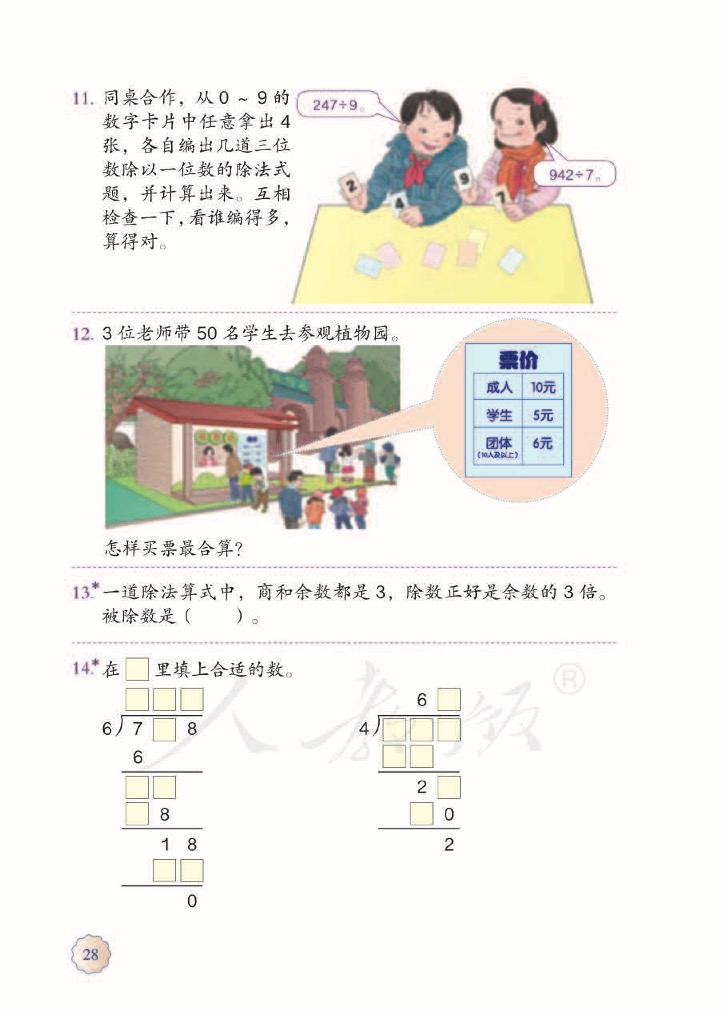 11. 同桌合作，从 0 ~ 9 的
数字卡片中任意拿出 4
张，各自编出几道三位
数除以一位数的除法式
题，并计算出来。互相
检查一下，看谁编得多，
算得对。
247÷9。
942÷7。
2 4 9 7
12. 3 位老师带 50 名学生去参观植物园。
票价
成人 10元
学生 5元
团体 6元
(10人及以上)
怎样买票最合算？
13.* 一道除法算式中，商和余数都是 3，除数正好是余数的 3 倍。
被除数是（　　）。
14.* 在 □ 里填上合适的数。
□□□
6）7□8
6
□□
□8
18
□□
0
6□
4）□□□
□□
2□
□0
2
人教版®
28